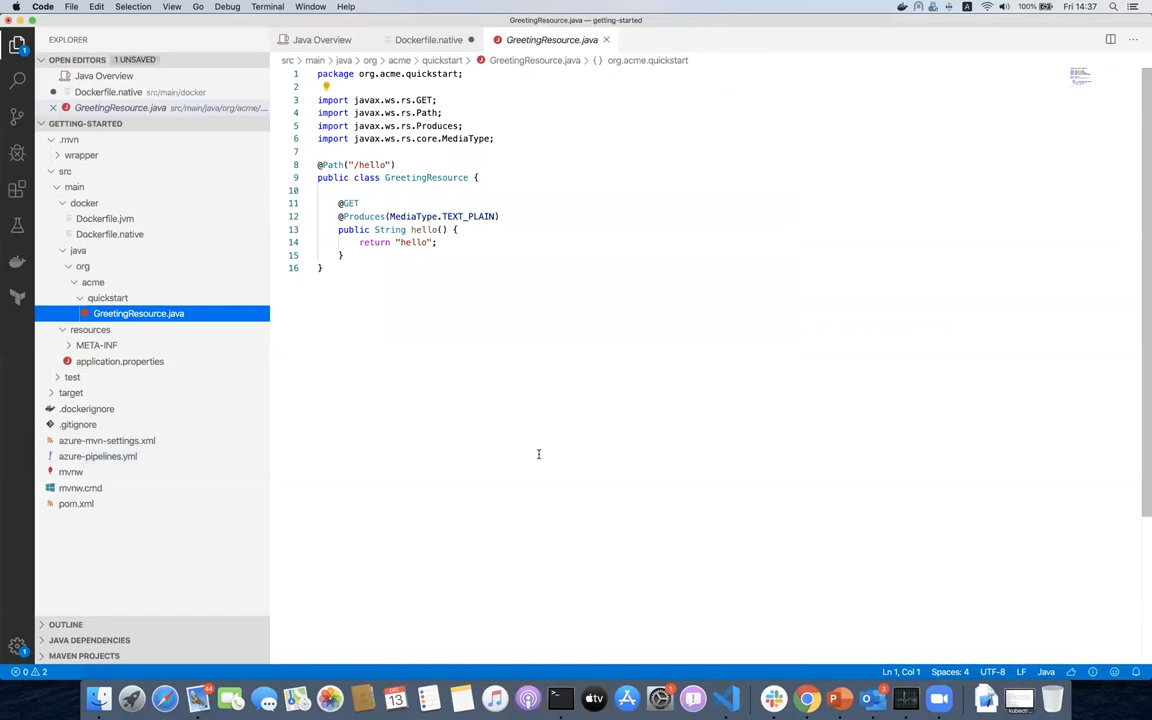 Code File Edit Selection View Go Debug Terminal Window Help A 100% Fri 14:37
GreetingResource.java — getting-started
EXPLORER
Java Overview Dockerfile.native GreetingResource.java
OPEN EDITORS 1 UNSAVED
Java Overview
Dockerfile.native src/main/docker
GreetingResource.java src/main/java/org/acme/...
GETTING-STARTED
.mvn
wrapper
src
main
docker
Dockerfile.jvm
Dockerfile.native
java
org
acme
quickstart
GreetingResource.java
resources
META-INF
application.properties
test
target
.dockerignore
.gitignore
azure-mvn-settings.xml
azure-pipelines.yml
mvnw
mvnw.cmd
pom.xml
OUTLINE
JAVA DEPENDENCIES
MAVEN PROJECTS
src > main > java > org > acme > quickstart > GreetingResource.java > {} org.acme.quickstart
1 package org.acme.quickstart;
2
3 import javax.ws.rs.GET;
4 import javax.ws.rs.Path;
5 import javax.ws.rs.Produces;
6 import javax.ws.rs.core.MediaType;
7
8 @Path("/hello")
9 public class GreetingResource {
10
11 @GET
12 @Produces(MediaType.TEXT_PLAIN)
13 public String hello() {
14 return "hello";
15 }
16 }
0 2 Ln 1, Col 1 Spaces: 4 UTF-8 LF Java
DEC
13